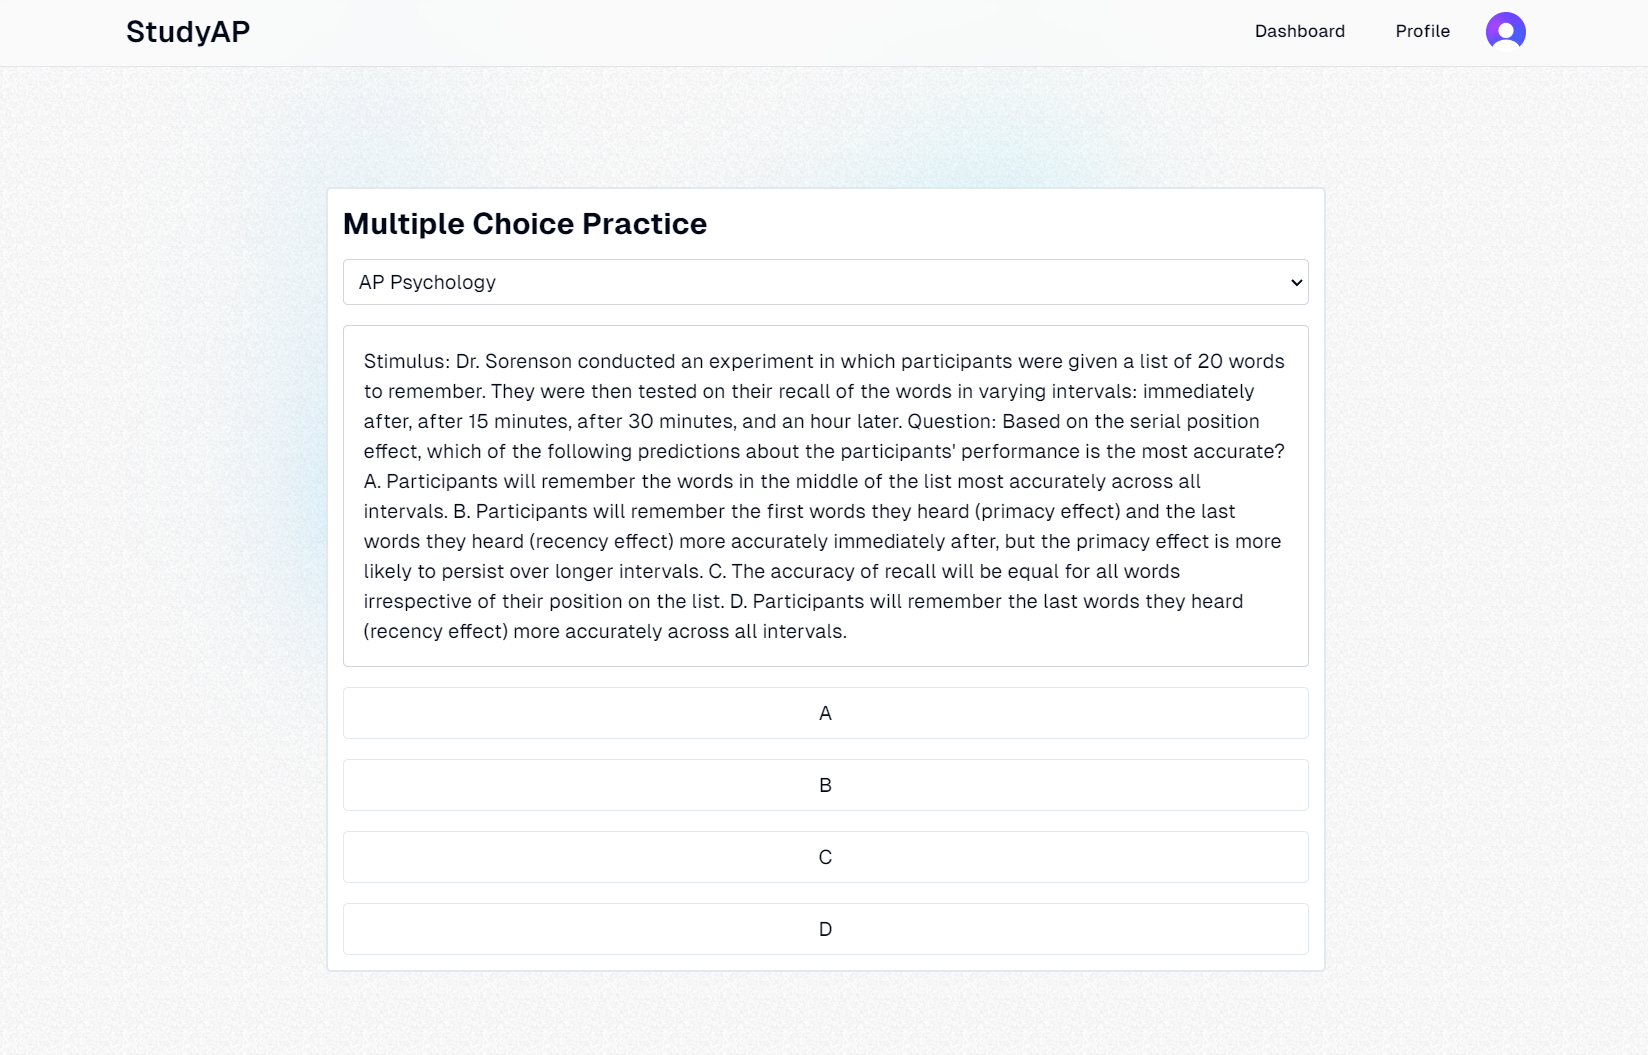 StudyAP
Dashboard
Profile
Multiple Choice Practice
AP Psychology
Stimulus: Dr. Sorenson conducted an experiment in which participants were given a list of 20 words
to remember. They were then tested on their recall of the words in varying intervals: immediately
after, after 15 minutes, after 30 minutes, and an hour later. Question: Based on the serial position
effect, which of the following predictions about the participants' performance is the most accurate?
A. Participants will remember the words in the middle of the list most accurately across all
intervals. B. Participants will remember the first words they heard (primacy effect) and the last
words they heard (recency effect) more accurately immediately after, but the primacy effect is more
likely to persist over longer intervals. C. The accuracy of recall will be equal for all words
irrespective of their position on the list. D. Participants will remember the last words they heard
(recency effect) more accurately across all intervals.
A
B
C
D